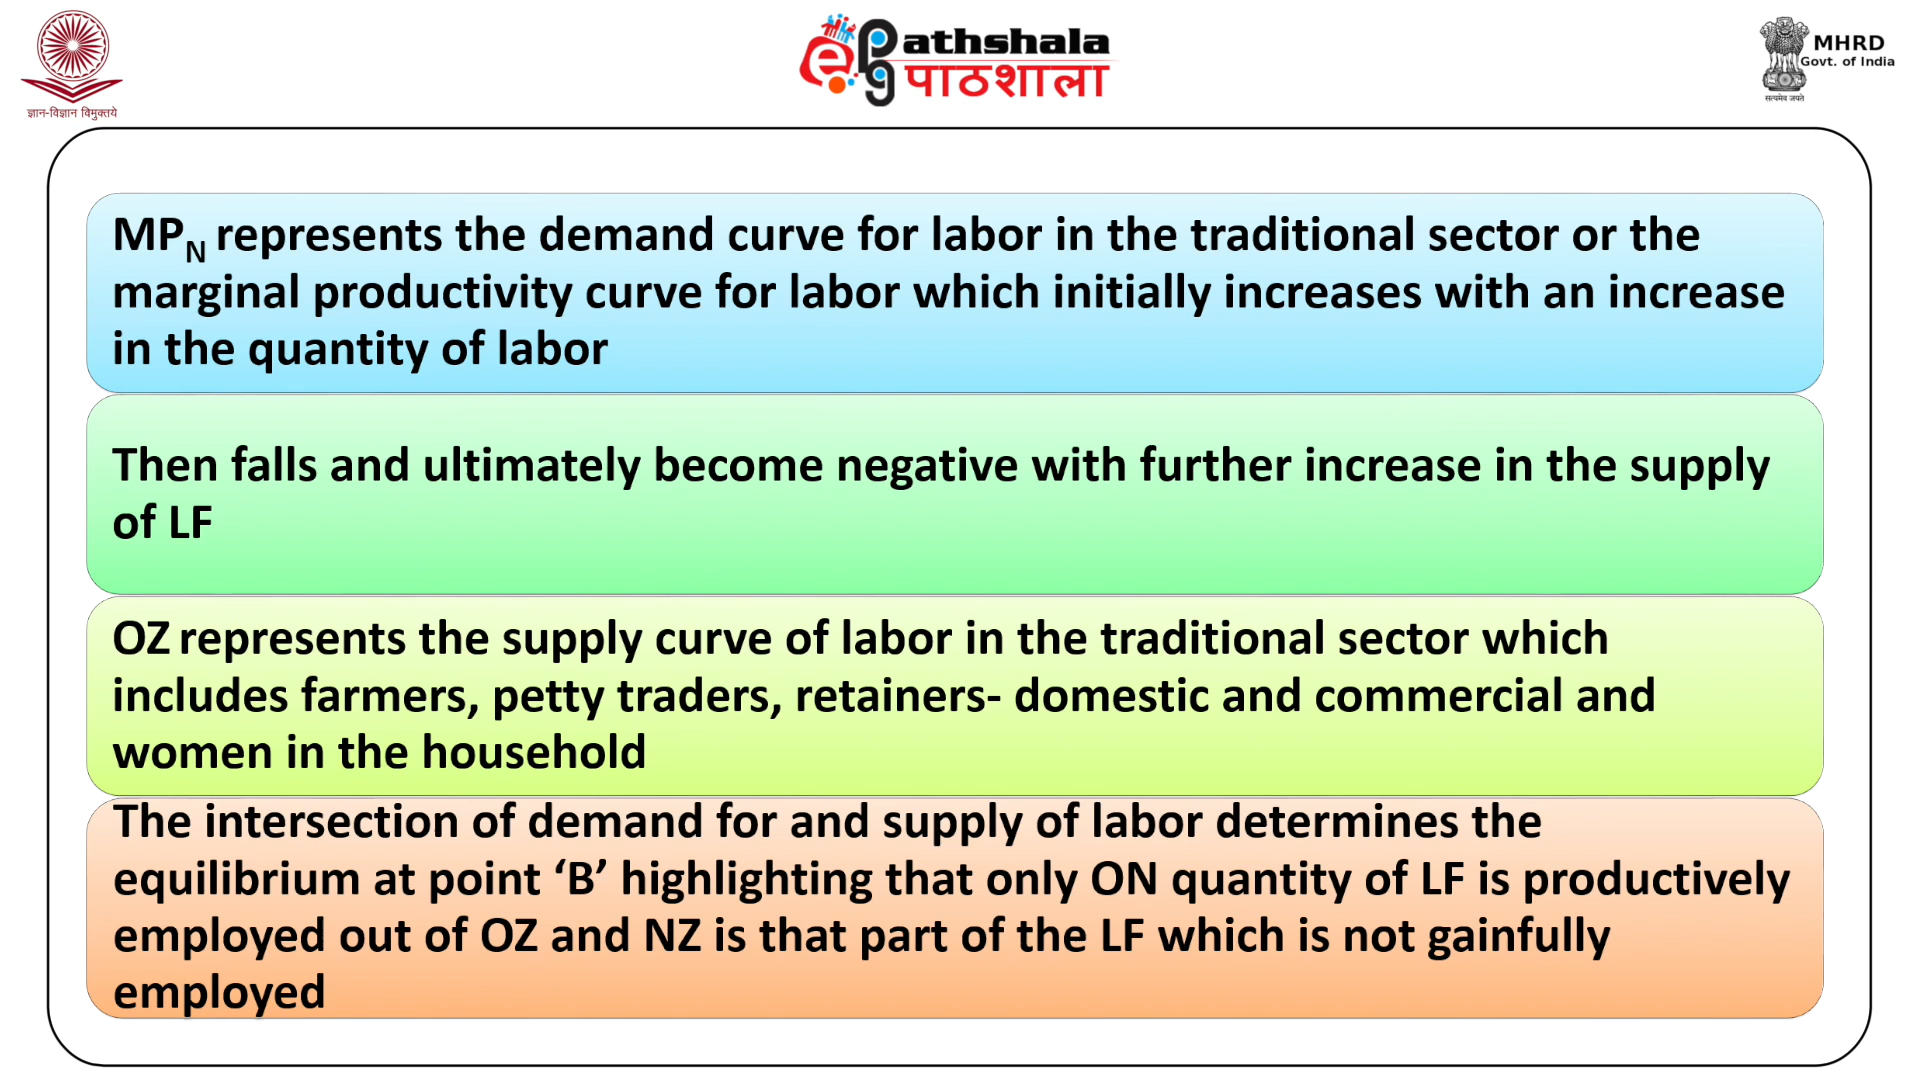 ज्ञान-विज्ञान विमुक्तये
ePG athshala
पाठशाला
MHRD
Govt. of India
सत्यमेव जयते
MPN represents the demand curve for labor in the traditional sector or the
marginal productivity curve for labor which initially increases with an increase
in the quantity of labor
Then falls and ultimately become negative with further increase in the supply
of LF
OZ represents the supply curve of labor in the traditional sector which
includes farmers, petty traders, retainers- domestic and commercial and
women in the household
The intersection of demand for and supply of labor determines the
equilibrium at point ‘B’ highlighting that only ON quantity of LF is productively
employed out of OZ and NZ is that part of the LF which is not gainfully
employed